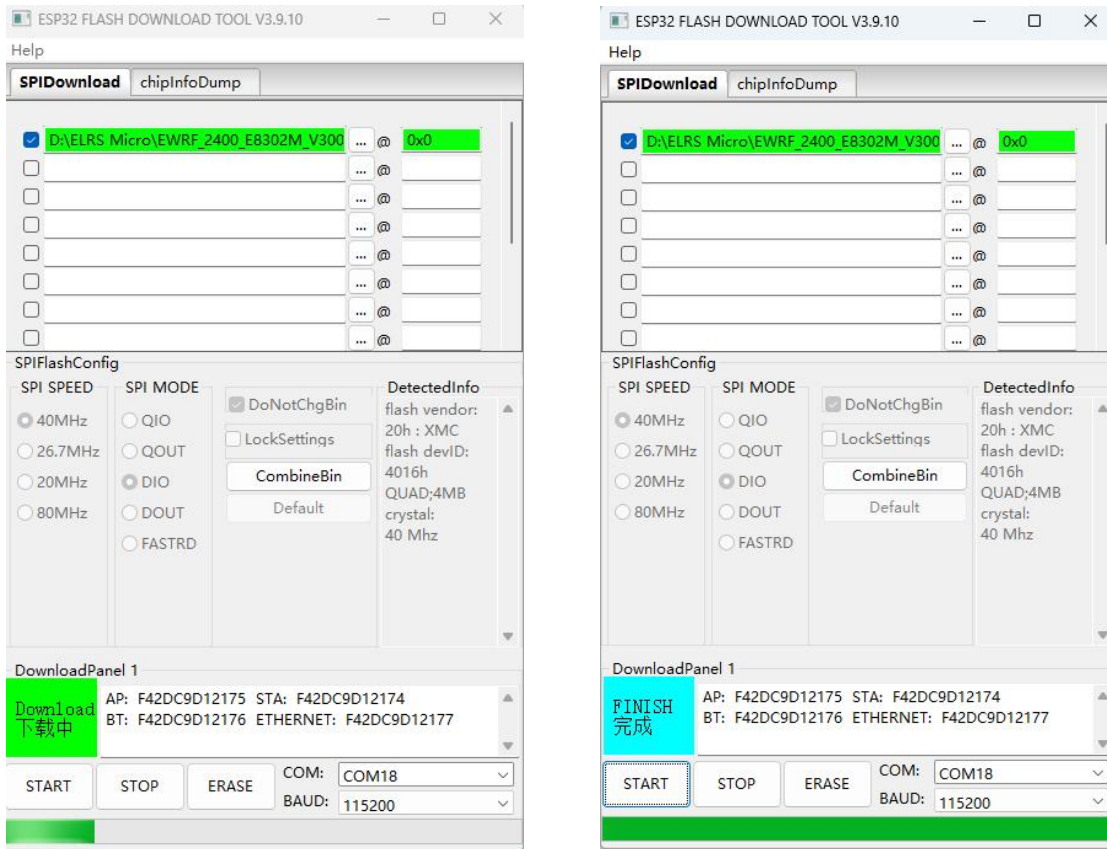 ESP32 FLASH DOWNLOAD TOOL V3.9.10
Help
SPIDownload chipInfoDump
D:\ELRS Micro\EWRF_2400_E8302M_V300 ... @ 0x0
... @
... @
... @
... @
... @
... @
... @
SPIFlashConfig
SPI SPEED
40MHz
26.7MHz
20MHz
80MHz
SPI MODE
QIO
QOUT
DIO
DOUT
FASTRD
DoNotChgBin
LockSettings
CombineBin
Default
DetectedInfo
flash vendor:
20h : XMC
flash devID:
4016h
QUAD;4MB
crystal:
40 Mhz
DownloadPanel 1
Download
下载中
AP: F42DC9D12175 STA: F42DC9D12174
BT: F42DC9D12176 ETHERNET: F42DC9D12177
START STOP ERASE
COM: COM18
BAUD: 115200
ESP32 FLASH DOWNLOAD TOOL V3.9.10
Help
SPIDownload chipInfoDump
D:\ELRS Micro\EWRF_2400_E8302M_V300 ... @ 0x0
... @
... @
... @
... @
... @
... @
... @
SPIFlashConfig
SPI SPEED
40MHz
26.7MHz
20MHz
80MHz
SPI MODE
QIO
QOUT
DIO
DOUT
FASTRD
DoNotChgBin
LockSettings
CombineBin
Default
DetectedInfo
flash vendor:
20h : XMC
flash devID:
4016h
QUAD;4MB
crystal:
40 Mhz
DownloadPanel 1
FINISH
完成
AP: F42DC9D12175 STA: F42DC9D12174
BT: F42DC9D12176 ETHERNET: F42DC9D12177
START STOP ERASE
COM: COM18
BAUD: 115200